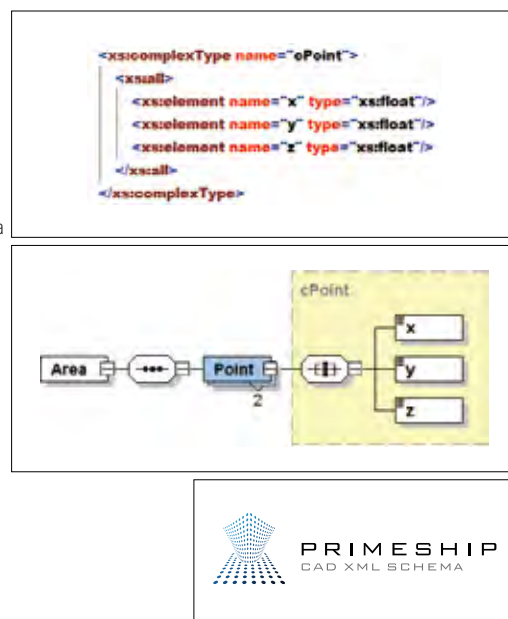 <xs:complexType name="cPoint">
<xs:all>
<xs:element name="x" type="xs:float"/>
<xs:element name="y" type="xs:float"/>
<xs:element name="z" type="xs:float"/>
</xs:all>
</xs:complexType>
a
cPoint
Area
Point
2
x
y
z
PRIMESHIP
CAD XML SCHEMA